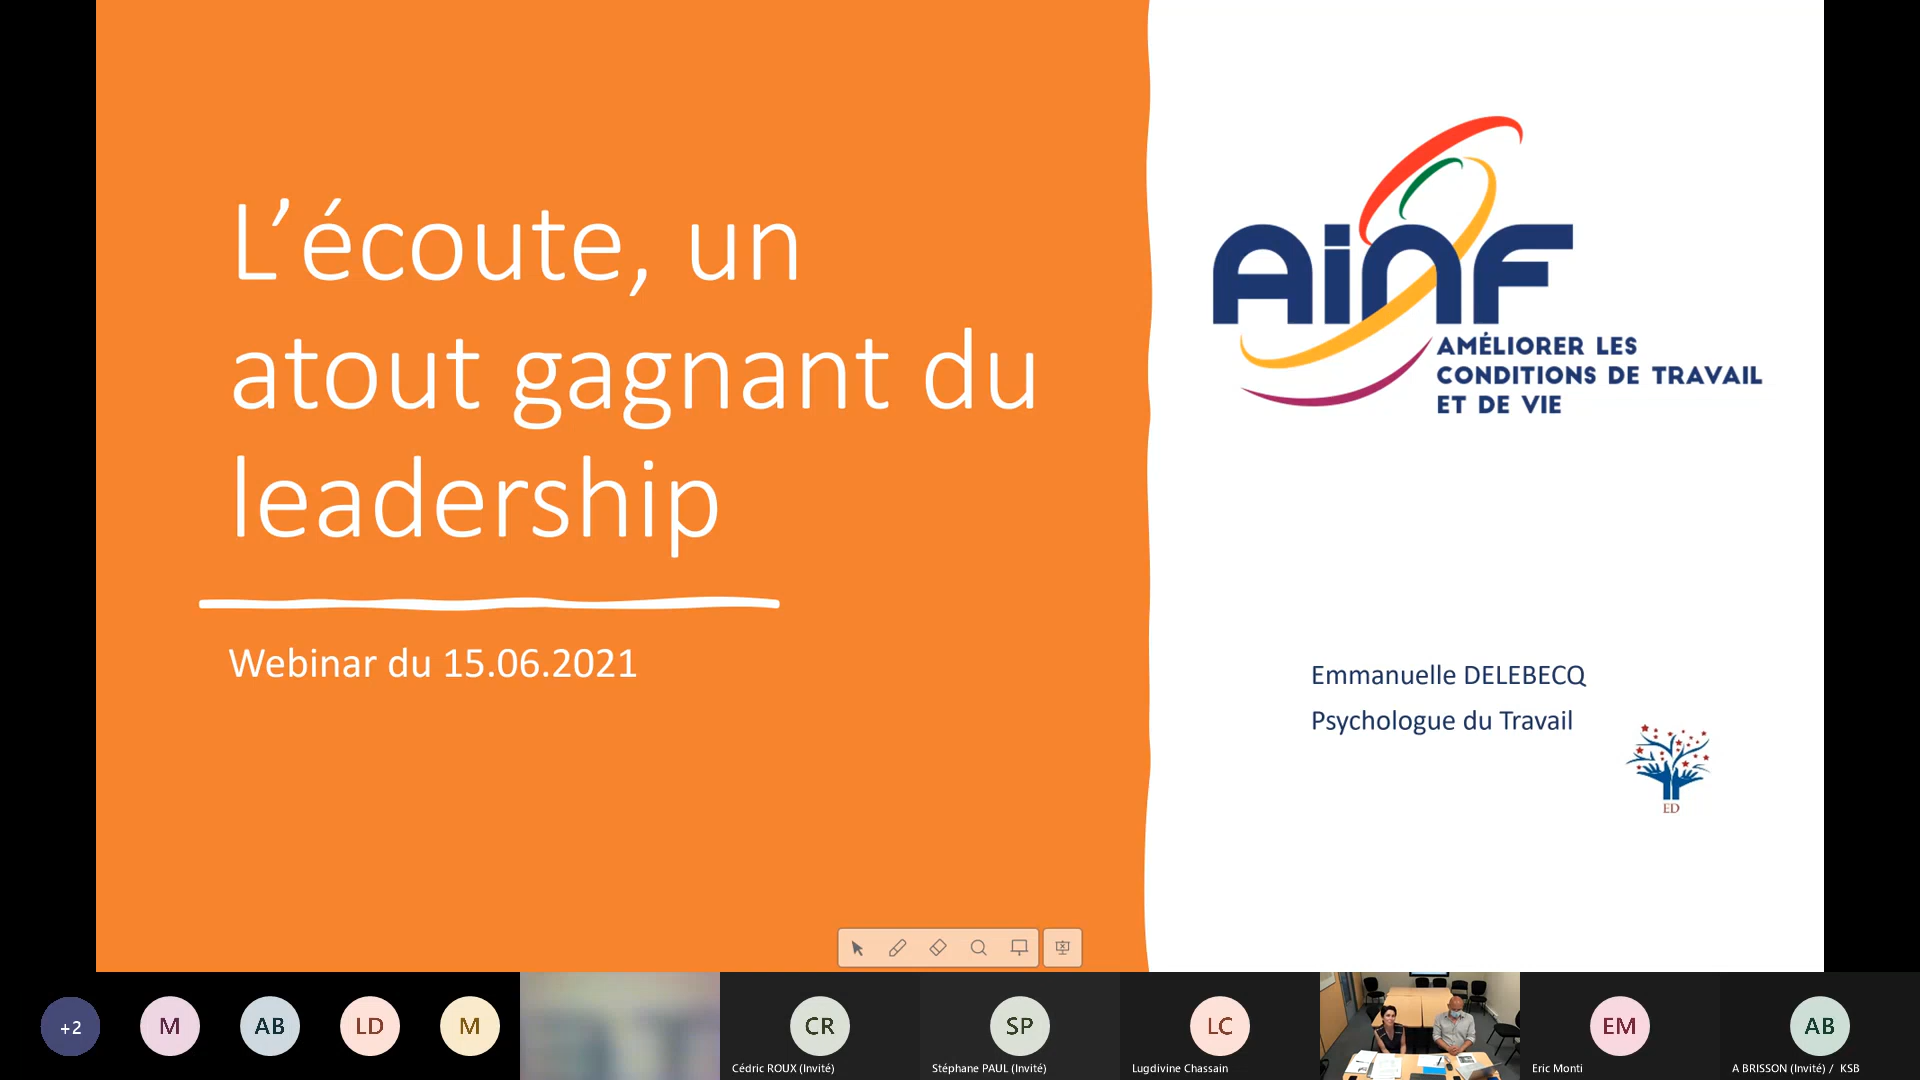 L'écoute, un
atout gagnant du
leadership
Webinar du 15.06.2021
AiNF
AMÉLIORER LES
CONDITIONS DE TRAVAIL
ET DE VIE
Emmanuelle DELEBECQ
Psychologue du Travail
ED
+2
M
AB
LD
M
CR
Cédric ROUX (Invité)
SP
Stéphane PAUL (Invité)
LC
Lugdivine Chassain
EM
Eric Monti
AB
A BRISSON (Invité) / KSB